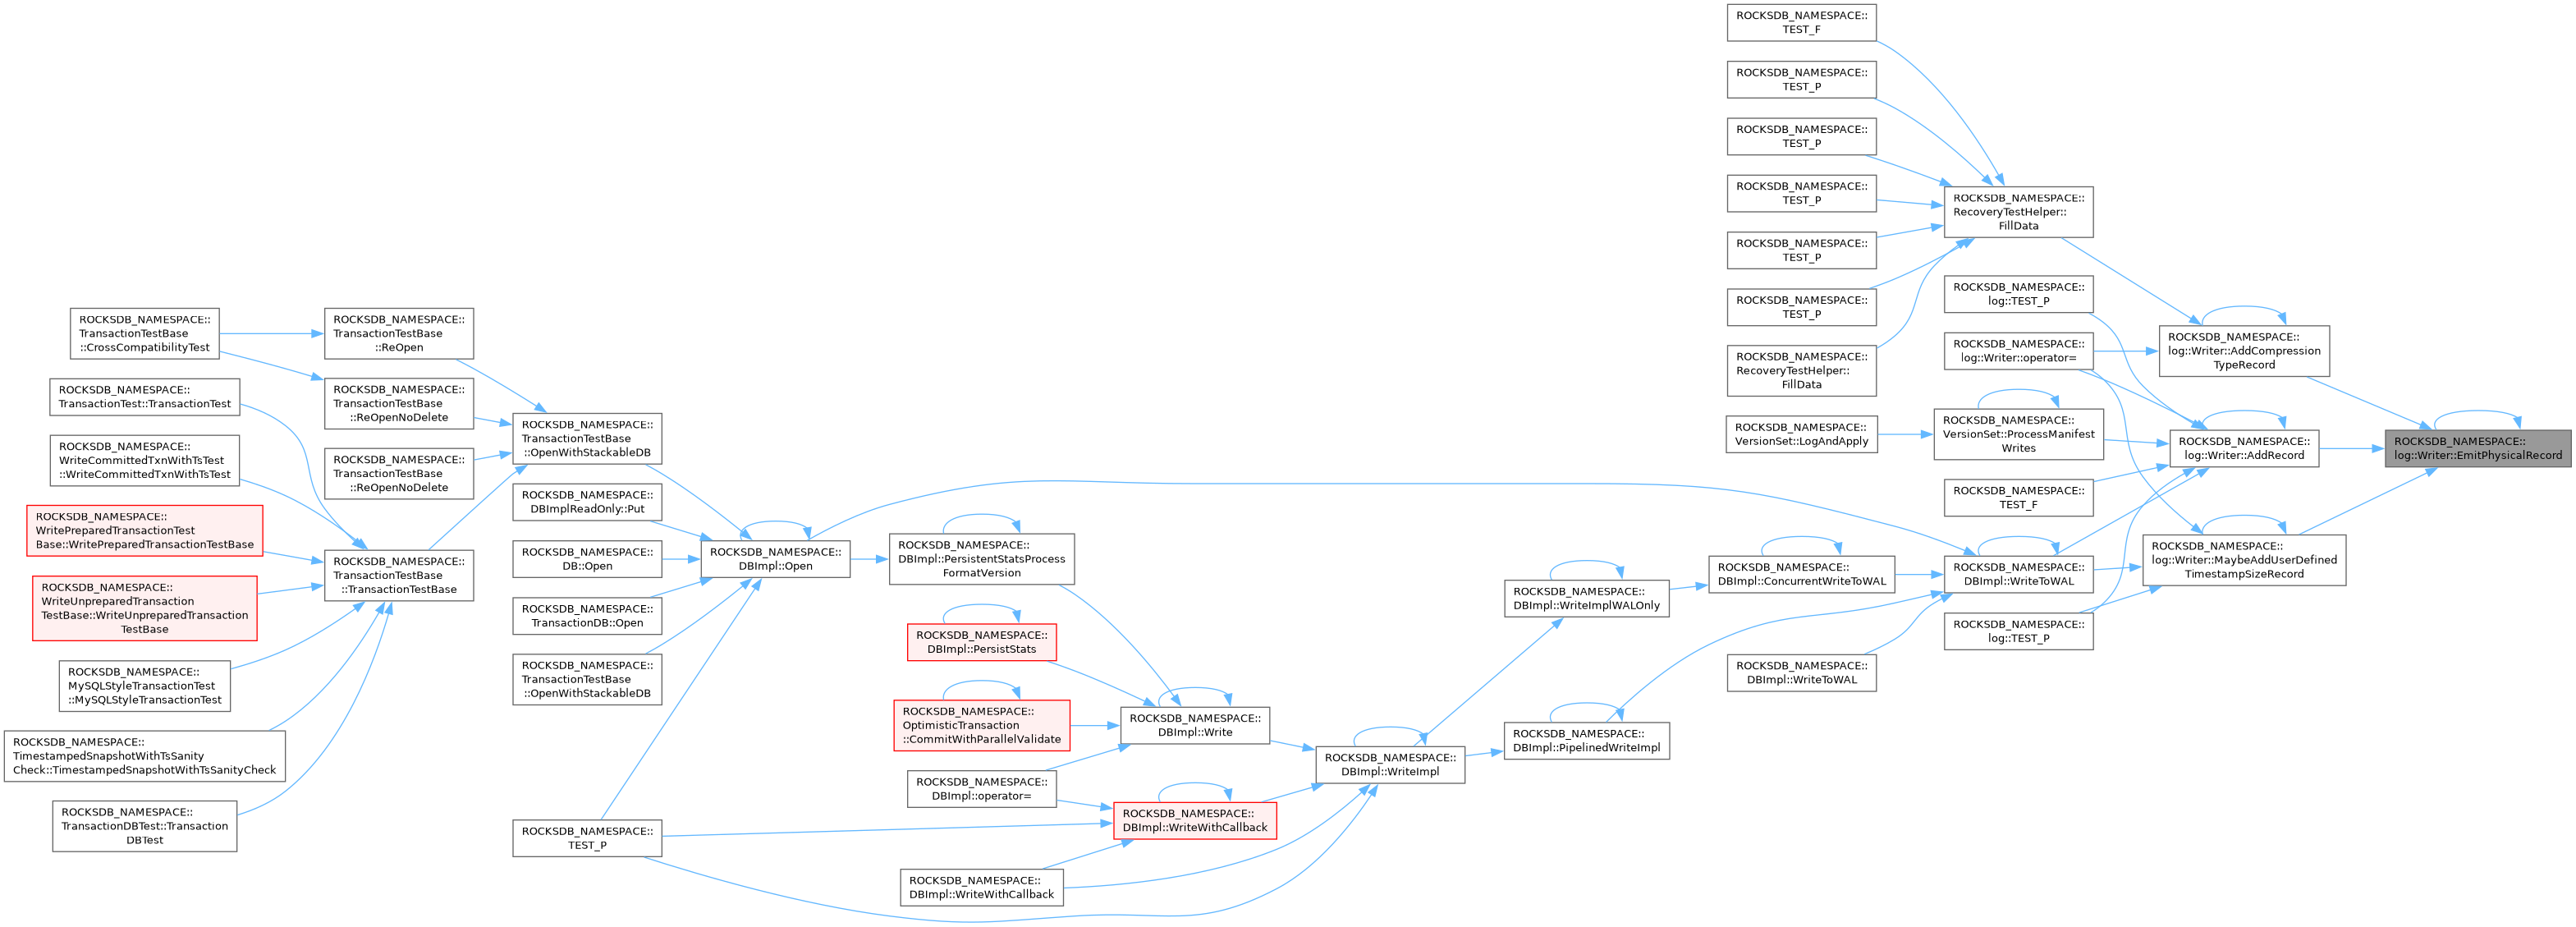 ROCKSDB_NAMESPACE::
TEST_F
ROCKSDB_NAMESPACE::
TEST_P
ROCKSDB_NAMESPACE::
TEST_P
ROCKSDB_NAMESPACE::
TEST_P
ROCKSDB_NAMESPACE::
TEST_P
ROCKSDB_NAMESPACE::
TEST_P
ROCKSDB_NAMESPACE::
RecoveryTestHelper::
FillData
ROCKSDB_NAMESPACE::
VersionSet::LogAndApply
ROCKSDB_NAMESPACE::
RecoveryTestHelper::
FillData
ROCKSDB_NAMESPACE::
log::TEST_P
ROCKSDB_NAMESPACE::
log::Writer::operator=
ROCKSDB_NAMESPACE::
VersionSet::ProcessManifest
Writes
ROCKSDB_NAMESPACE::
TEST_F
ROCKSDB_NAMESPACE::
DBImpl::WriteToWAL
ROCKSDB_NAMESPACE::
log::TEST_P
ROCKSDB_NAMESPACE::
log::Writer::AddCompression
TypeRecord
ROCKSDB_NAMESPACE::
log::Writer::AddRecord
ROCKSDB_NAMESPACE::
log::Writer::MaybeAddUserDefined
TimestampSizeRecord
ROCKSDB_NAMESPACE::
log::Writer::EmitPhysicalRecord
ROCKSDB_NAMESPACE::
DBImpl::ConcurrentWriteToWAL
ROCKSDB_NAMESPACE::
DBImpl::WriteToWAL
ROCKSDB_NAMESPACE::
DBImpl::WriteImplWALOnly
ROCKSDB_NAMESPACE::
DBImpl::PipelinedWriteImpl
ROCKSDB_NAMESPACE::
DBImpl::WriteImpl
ROCKSDB_NAMESPACE::
DBImpl::Write
ROCKSDB_NAMESPACE::
DBImpl::WriteWithCallback
ROCKSDB_NAMESPACE::
DBImpl::PersistentStatsProcess
FormatVersion
ROCKSDB_NAMESPACE::
DBImpl::PersistStats
ROCKSDB_NAMESPACE::
OptimisticTransaction
::CommitWithParallelValidate
ROCKSDB_NAMESPACE::
DBImpl::operator=
ROCKSDB_NAMESPACE::
DBImpl::WriteWithCallback
ROCKSDB_NAMESPACE::
DBImpl::Open
ROCKSDB_NAMESPACE::
TransactionTestBase
::OpenWithStackableDB
ROCKSDB_NAMESPACE::
DBImplReadOnly::Put
ROCKSDB_NAMESPACE::
DB::Open
ROCKSDB_NAMESPACE::
TransactionDB::Open
ROCKSDB_NAMESPACE::
TransactionTestBase
::OpenWithStackableDB
ROCKSDB_NAMESPACE::
TEST_P
ROCKSDB_NAMESPACE::
TransactionTestBase
::ReOpen
ROCKSDB_NAMESPACE::
TransactionTestBase
::ReOpenNoDelete
ROCKSDB_NAMESPACE::
TransactionTestBase
::ReOpenNoDelete
ROCKSDB_NAMESPACE::
TransactionTestBase
::TransactionTestBase
ROCKSDB_NAMESPACE::
TransactionTestBase
::CrossCompatibilityTest
ROCKSDB_NAMESPACE::
TransactionTest::TransactionTest
ROCKSDB_NAMESPACE::
WriteCommittedTxnWithTsTest
::WriteCommittedTxnWithTsTest
ROCKSDB_NAMESPACE::
WritePreparedTransactionTest
Base::WritePreparedTransactionTestBase
ROCKSDB_NAMESPACE::
WriteUnpreparedTransaction
TestBase::WriteUnpreparedTransaction
TestBase
ROCKSDB_NAMESPACE::
MySQLStyleTransactionTest
::MySQLStyleTransactionTest
ROCKSDB_NAMESPACE::
TimestampedSnapshotWithTsSanity
Check::TimestampedSnapshotWithTsSanityCheck
ROCKSDB_NAMESPACE::
TransactionDBTest::Transaction
DBTest